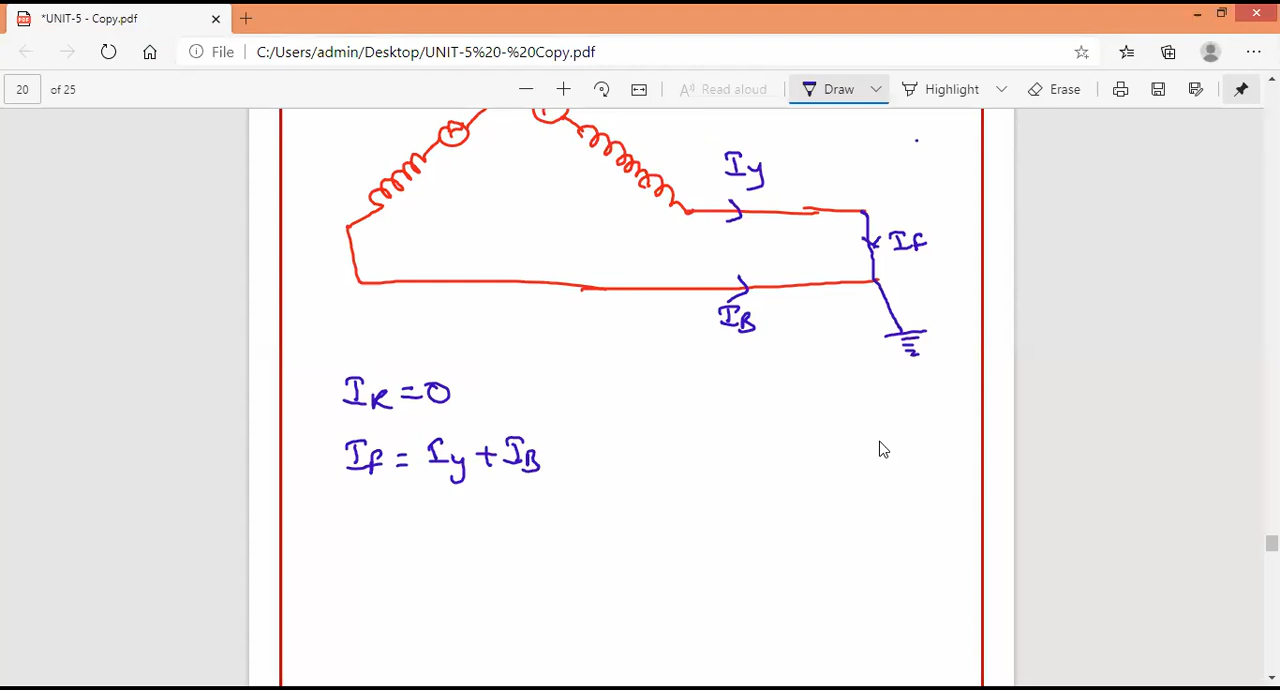 *UNIT-5 - Copy.pdf
File C:/Users/admin/Desktop/UNIT-5%20-%20Copy.pdf
20 of 25 Read aloud Draw Highlight Erase
Iy
If
IB
IR = 0
If = Iy + IB